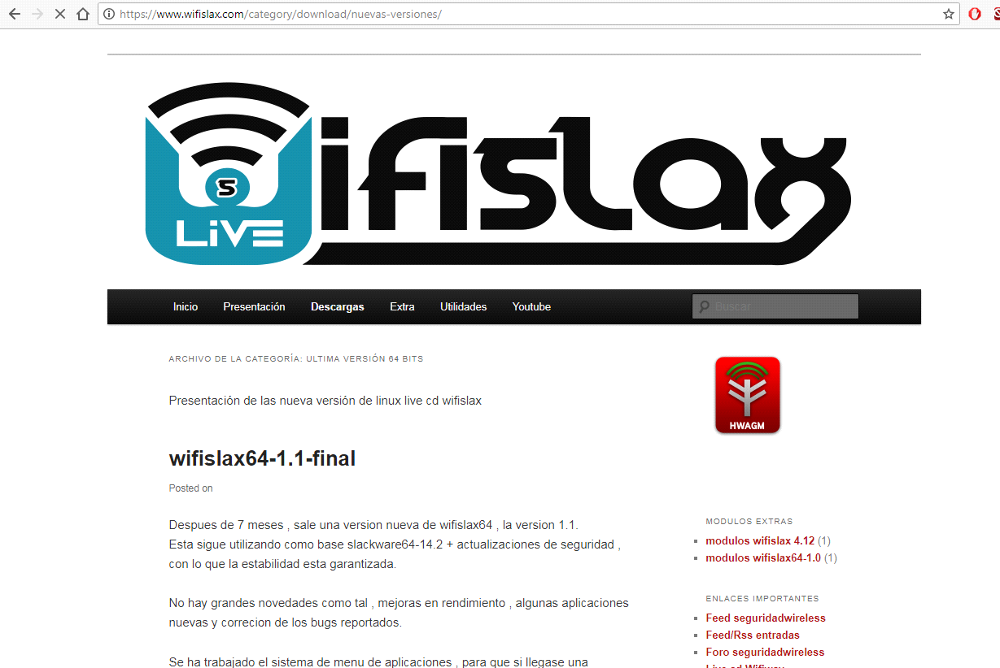 https://www.wifislax.com/category/download/nuevas-versiones/
Wifislax
S
LiVE
Inicio Presentación Descargas Extra Utilidades Youtube Buscar
ARCHIVO DE LA CATEGORÍA: ULTIMA VERSIÓN 64 BITS
Presentación de las nueva versión de linux live cd wifislax
HWAGM
wifislax64-1.1-final
Posted on
Despues de 7 meses , sale una version nueva de wifislax64 , la version 1.1.
Esta sigue utilizando como base slackware64-14.2 + actualizaciones de seguridad ,
con lo que la estabilidad esta garantizada.
No hay grandes novedades como tal , mejoras en rendimiento , algunas aplicaciones
nuevas y correcion de los bugs reportados.
Se ha trabajado el sistema de menu de aplicaciones , para que si llegase una
MODULOS EXTRAS
modulos wifislax 4.12 (1)
modulos wifislax64-1.0 (1)
ENLACES IMPORTANTES
Feed seguridadwireless
Feed/Rss entradas
Foro seguridadwireless
Live cd Wifiway